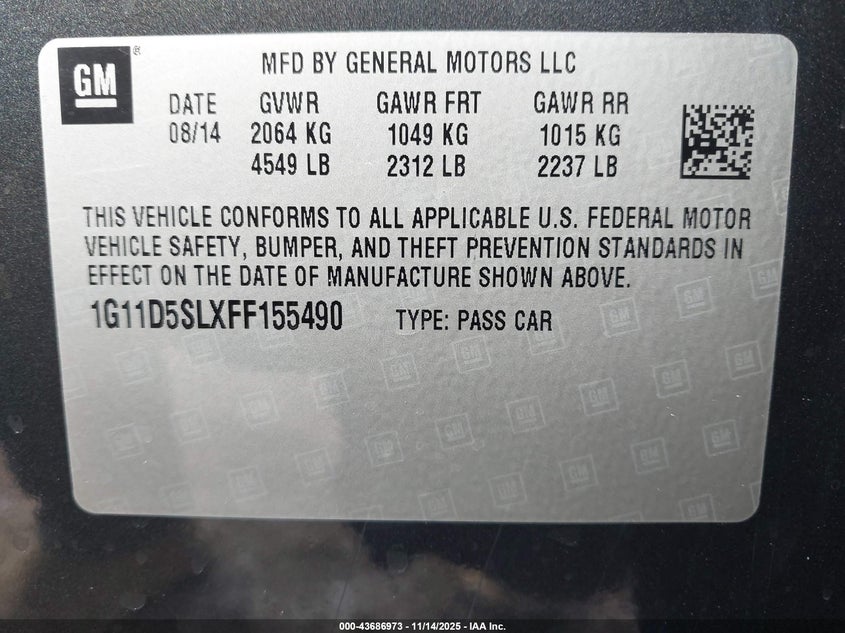 GM
MFD BY GENERAL MOTORS LLC
DATE GVWR GAWR FRT GAWR RR
08/14 2064 KG 1049 KG 1015 KG
4549 LB 2312 LB 2237 LB
THIS VEHICLE CONFORMS TO ALL APPLICABLE U.S. FEDERAL MOTOR
VEHICLE SAFETY, BUMPER, AND THEFT PREVENTION STANDARDS IN
EFFECT ON THE DATE OF MANUFACTURE SHOWN ABOVE.
1G11D5SLXFF155490 TYPE: PASS CAR
000-43686973 - 11/14/2025 - IAA Inc.